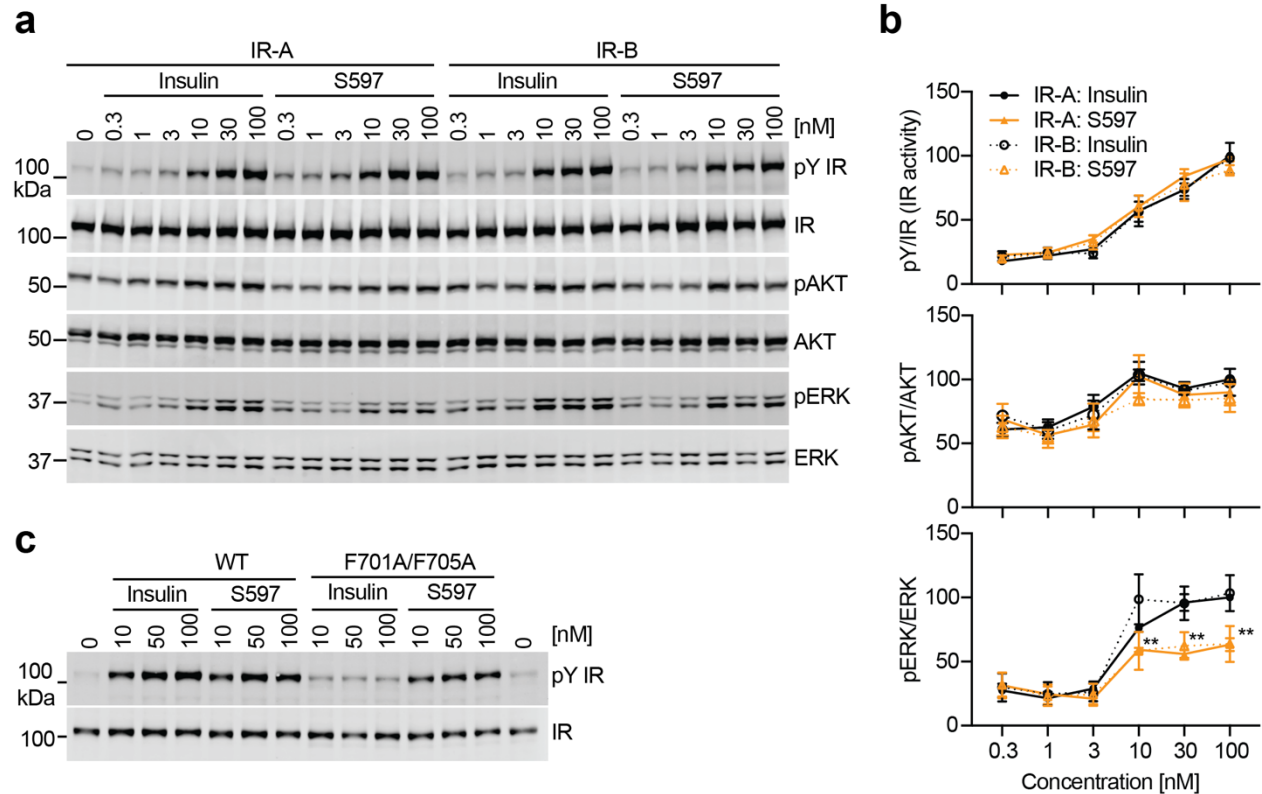 a
IR-A IR-B
Insulin S597 Insulin S597
0 0.3 1 3 10 30 100 0.3 1 3 10 30 100 0.3 1 3 10 30 100 0.3 1 3 10 30 100 [nM]
100 kDa pY IR
100 IR
50 pAKT
50 AKT
37 pERK
37 ERK
b
IR-A: Insulin
IR-A: S597
IR-B: Insulin
IR-B: S597
150
100
50
0
pY/IR (IR activity)
150
100
50
0
pAKT/AKT
150
100
50
0
pERK/ERK
** ** **
0.3 1 3 10 30 100
Concentration [nM]
c
WT F701A/F705A
Insulin S597 Insulin S597
0 10 50 100 10 50 100 10 50 100 10 50 100 0 [nM]
100 kDa pY IR
100 IR